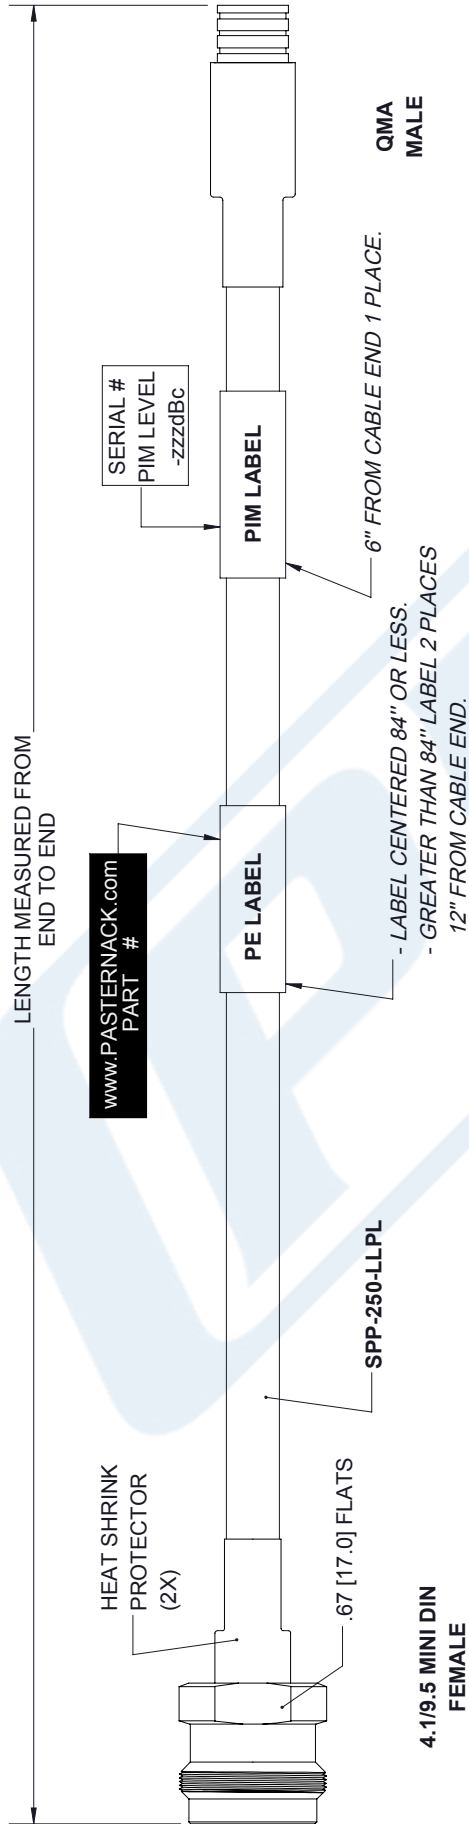 LENGTH MEASURED FROM
END TO END
HEAT SHRINK
PROTECTOR
(2X)
www.PASTERNACK.com
PART #
SERIAL #
PIM LEVEL
-zzzdBc
PE LABEL
PIM LABEL
.67 [17.0] FLATS
SPP-250-LLPL
- LABEL CENTERED 84" OR LESS.
- GREATER THAN 84" LABEL 2 PLACES
12" FROM CABLE END.
6" FROM CABLE END 1 PLACE.
4.1/9.5 MINI DIN
FEMALE
QMA
MALE